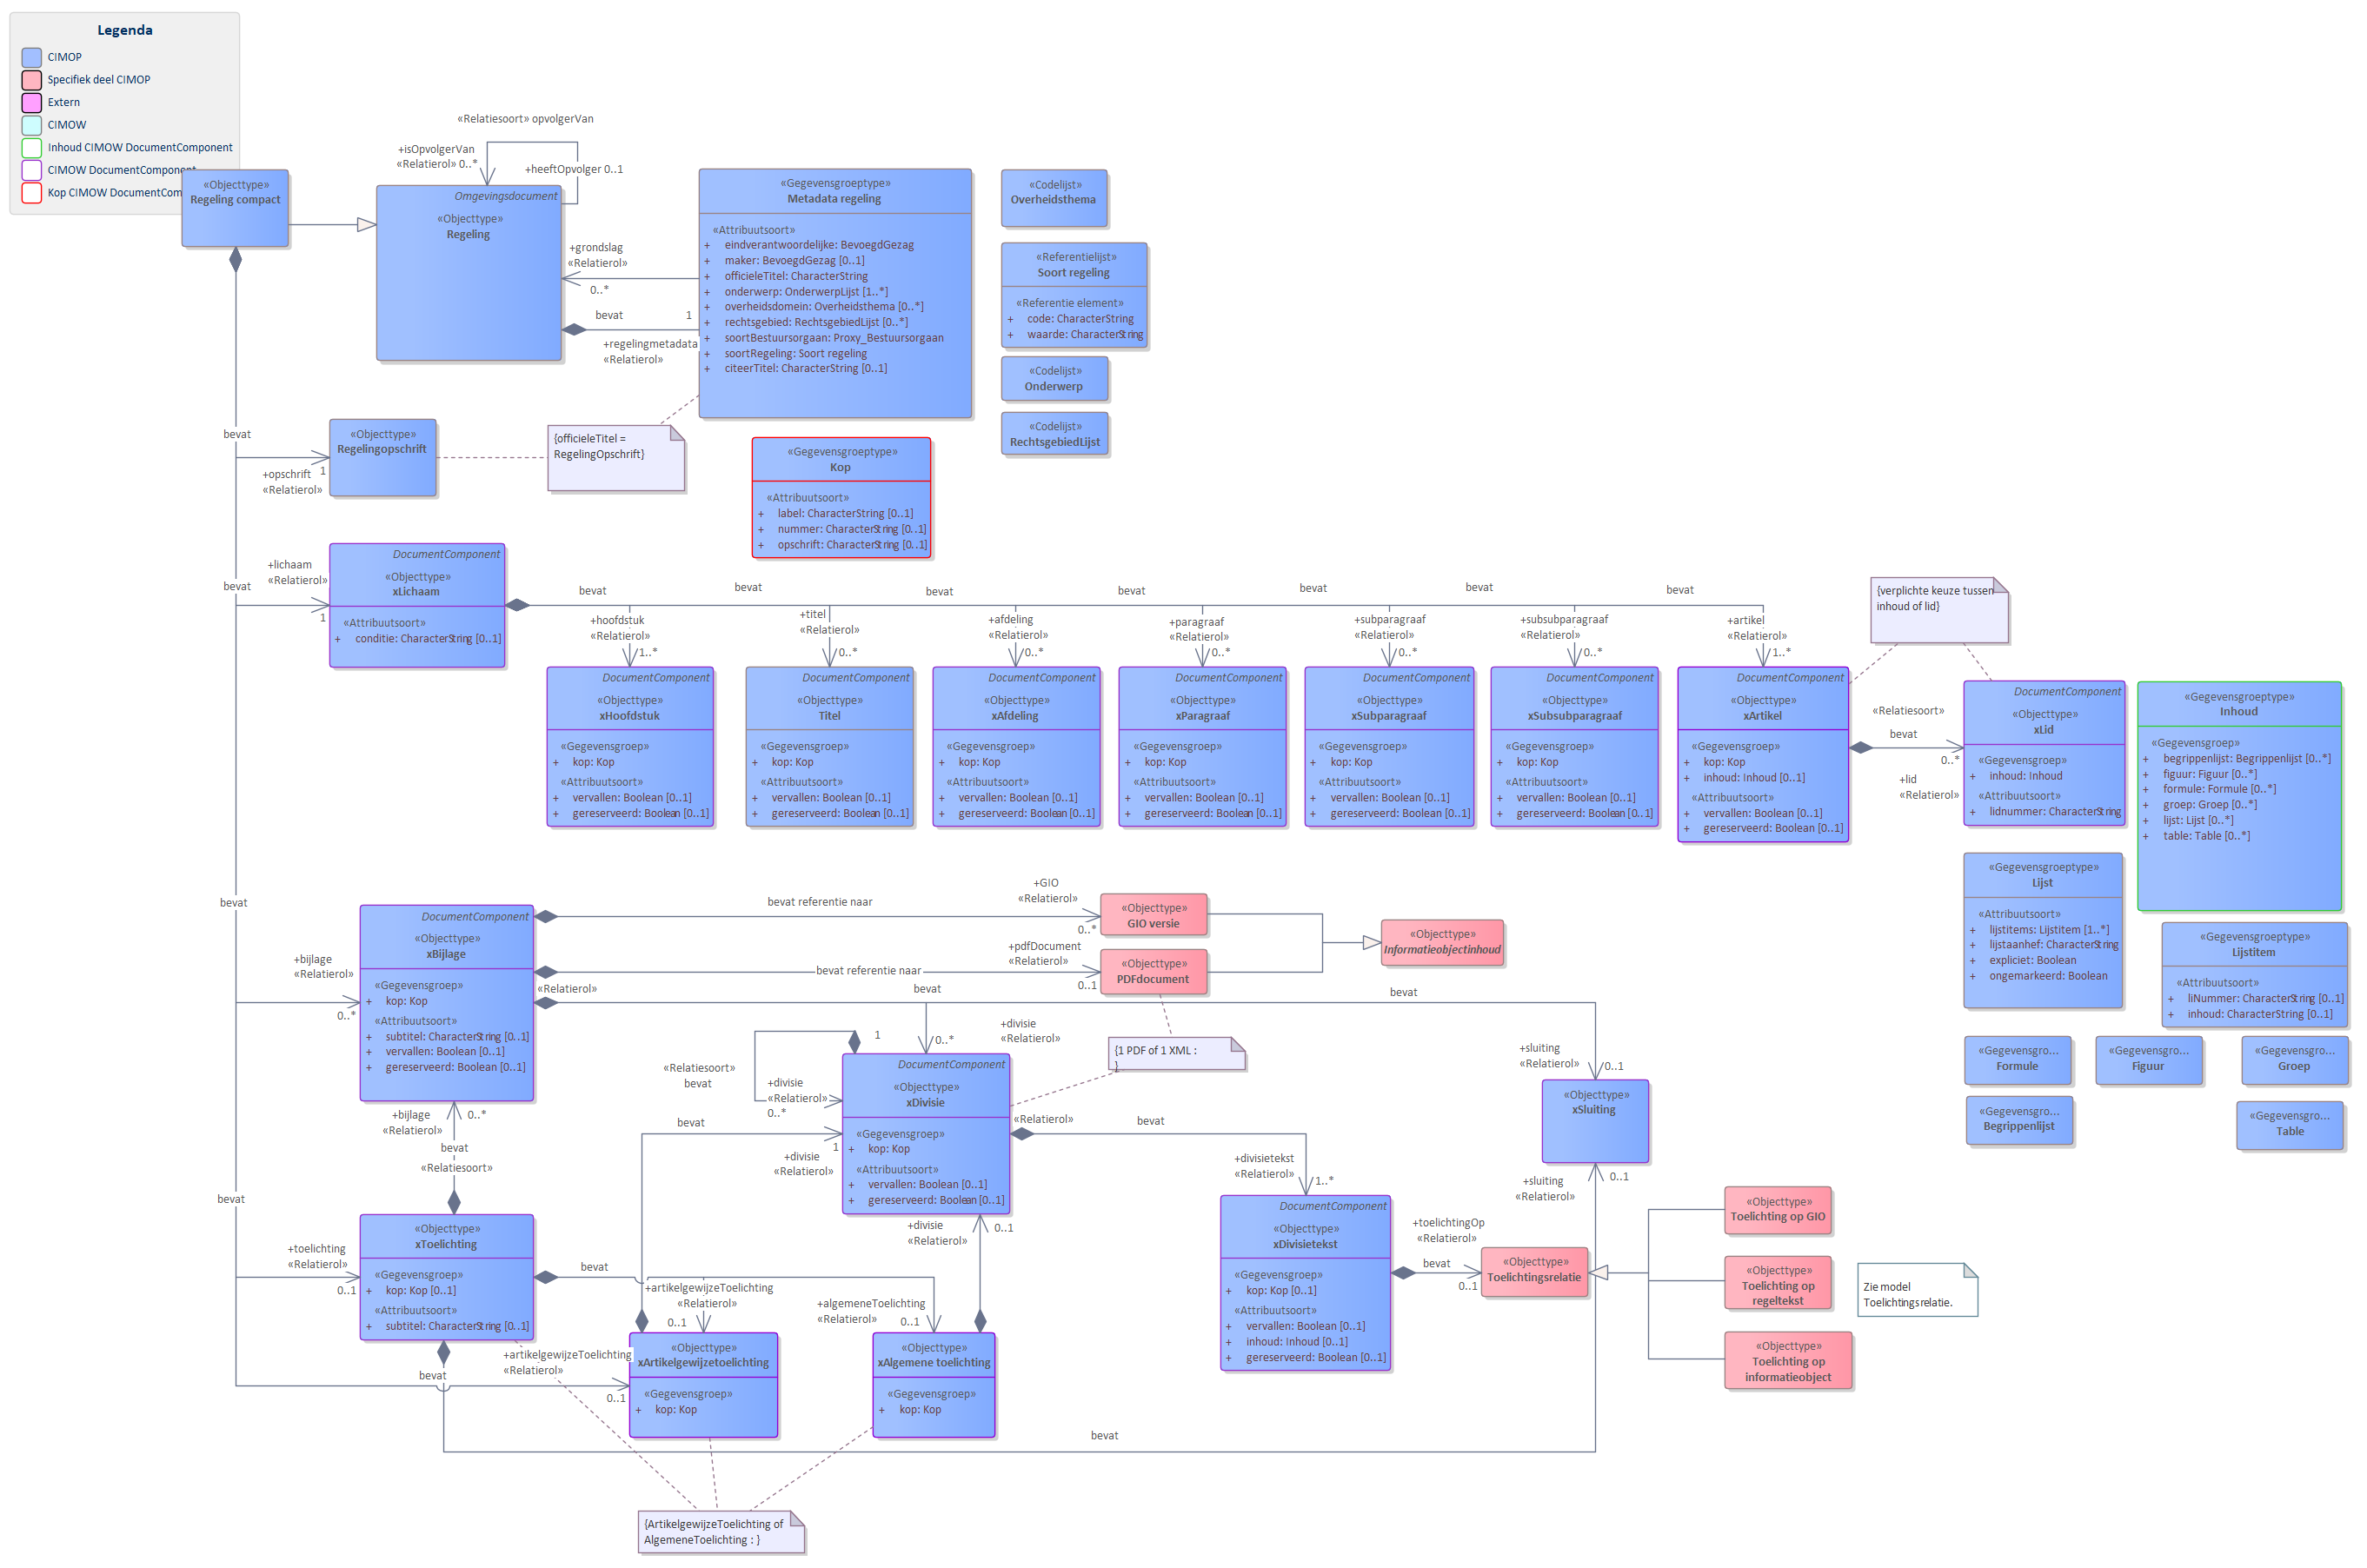 Legenda
CIMOP
Specifiek deel CIMOP
Extern
CIMOW
Inhoud CIMOW DocumentComponent
CIMOW DocumentComponent
Kop CIMOW DocumentCom
«Objecttype»
Regeling compact
«Relatiesoort» opvolgerVan
+isOpvolgerVan
«Relatierol» 0..*
+heeftOpvolger 0..1
Omgevingsdocument
«Objecttype»
Regeling
+grondslag
«Relatierol»
0..*
bevat
1
+regelingmetadata
«Relatierol»
«Gegevensgroeptype»
Metadata regeling
«Attribuutsoort»
+ eindverantwoordelijke: BevoegdGezag
+ maker: BevoegdGezag [0..1]
+ officieleTitel: CharacterString
+ onderwerp: OnderwerpLijst [1..*]
+ overheidsdomein: Overheidsthema [0..*]
+ rechtsgebied: RechtsgebiedLijst [0..*]
+ soortBestuursorgaan: Proxy_Bestuursorgaan
+ soortRegeling: Soort regeling
+ citeerTitel: CharacterString [0..1]
«Codelijst»
Overheidsthema
«Referentielijst»
Soort regeling
«Referentie element»
+ code: CharacterString
+ waarde: CharacterString
«Codelijst»
Onderwerp
«Codelijst»
RechtsgebiedLijst
bevat
+opschrift
«Relatierol»
1
«Objecttype»
Regelingopschrift
{officieleTitel =
RegelingOpschrift}
«Gegevensgroeptype»
Kop
«Attribuutsoort»
+ label: CharacterString [0..1]
+ nummer: CharacterString [0..1]
+ opschrift: CharacterString [0..1]
bevat
+lichaam
«Relatierol»
1
DocumentComponent
«Objecttype»
xLichaam
«Attribuutsoort»
+ conditie: CharacterString [0..1]
bevat
bevat
bevat
bevat
bevat
bevat
bevat
+hoofdstuk
«Relatierol»
1..*
+titel
«Relatierol»
0..*
+afdeling
«Relatierol»
0..*
+paragraaf
«Relatierol»
0..*
+subparagraaf
«Relatierol»
0..*
+subsubparagraaf
«Relatierol»
0..*
+artikel
«Relatierol»
1..*
{verplichte keuze tussen
inhoud of lid}
DocumentComponent
«Objecttype»
xHoofdstuk
«Gegevensgroep»
+ kop: Kop
«Attribuutsoort»
+ vervallen: Boolean [0..1]
+ gereserveerd: Boolean [0..1]
DocumentComponent
«Objecttype»
Titel
«Gegevensgroep»
+ kop: Kop
«Attribuutsoort»
+ vervallen: Boolean [0..1]
+ gereserveerd: Boolean [0..1]
DocumentComponent
«Objecttype»
xAfdeling
«Gegevensgroep»
+ kop: Kop
«Attribuutsoort»
+ vervallen: Boolean [0..1]
+ gereserveerd: Boolean [0..1]
DocumentComponent
«Objecttype»
xParagraaf
«Gegevensgroep»
+ kop: Kop
«Attribuutsoort»
+ vervallen: Boolean [0..1]
+ gereserveerd: Boolean [0..1]
DocumentComponent
«Objecttype»
xSubparagraaf
«Gegevensgroep»
+ kop: Kop
«Attribuutsoort»
+ vervallen: Boolean [0..1]
+ gereserveerd: Boolean [0..1]
DocumentComponent
«Objecttype»
xSubsubparagraaf
«Gegevensgroep»
+ kop: Kop
«Attribuutsoort»
+ vervallen: Boolean [0..1]
+ gereserveerd: Boolean [0..1]
DocumentComponent
«Objecttype»
xArtikel
«Gegevensgroep»
+ kop: Kop
+ inhoud: Inhoud [0..1]
«Attribuutsoort»
+ vervallen: Boolean [0..1]
+ gereserveerd: Boolean [0..1]
«Relatiesoort»
bevat
0..*
+lid
«Relatierol»
DocumentComponent
«Objecttype»
xLid
«Gegevensgroep»
+ inhoud: Inhoud
«Attribuutsoort»
+ lidnummer: CharacterString
«Gegevensgroeptype»
Inhoud
«Gegevensgroep»
+ begrippenlijst: Begrippenlijst [0..*]
+ figuur: Figuur [0..*]
+ formule: Formule [0..*]
+ groep: Groep [0..*]
+ lijst: Lijst [0..*]
+ table: Table [0..*]
«Gegevensgroeptype»
Lijst
«Attribuutsoort»
+ lijstitems: Lijstitem [1..*]
+ lijstaanhef: CharacterString
+ expliciet: Boolean
+ ongemarkeerd: Boolean
«Gegevensgroeptype»
Lijstitem
«Attribuutsoort»
+ liNummer: CharacterString [0..1]
+ inhoud: CharacterString [0..1]
«Gegevensgro...
Formule
«Gegevensgro...
Figuur
«Gegevensgro...
Groep
«Gegevensgro...
Begrippenlijst
«Gegevensgro...
Table
bevat
+bijlage
«Relatierol»
0..*
DocumentComponent
«Objecttype»
xBijlage
«Gegevensgroep»
+ kop: Kop
«Attribuutsoort»
+ subtitel: CharacterString [0..1]
+ vervallen: Boolean [0..1]
+ gereserveerd: Boolean [0..1]
bevat referentie naar
+GIO
«Relatierol»
0..*
«Objecttype»
GIO versie
bevat referentie naar
+pdfDocument
«Relatierol»
0..1
«Objecttype»
PDFdocument
«Objecttype»
Informatieobjectinhoud
«Relatierol»
bevat
bevat
0..*
+divisie
«Relatierol»
{1 PDF of 1 XML :
}
1
«Relatiesoort»
bevat
+divisie
«Relatierol»
0..*
DocumentComponent
«Objecttype»
xDivisie
«Gegevensgroep»
+ kop: Kop
«Attribuutsoort»
+ vervallen: Boolean [0..1]
+ gereserveerd: Boolean [0..1]
bevat
1
+divisie
«Relatierol»
«Relatierol»
bevat
+divisietekst
«Relatierol»
1..*
+sluiting
«Relatierol»
0..1
«Objecttype»
xSluiting
+sluiting
«Relatierol»
0..1
+bijlage
«Relatierol»
0..*
bevat
«Relatiesoort»
bevat
+toelichting
«Relatierol»
0..1
«Objecttype»
xToelichting
«Gegevensgroep»
+ kop: Kop [0..1]
«Attribuutsoort»
+ subtitel: CharacterString [0..1]
bevat
+divisie
«Relatierol»
0..1
+artikelgewijzeToelichting
«Relatierol»
0..1
+algemeneToelichting
«Relatierol»
0..1
DocumentComponent
«Objecttype»
xDivisietekst
«Gegevensgroep»
+ kop: Kop [0..1]
«Attribuutsoort»
+ vervallen: Boolean [0..1]
+ inhoud: Inhoud [0..1]
+ gereserveerd: Boolean [0..1]
+toelichtingOp
«Relatierol»
bevat
0..1
«Objecttype»
Toelichtingsrelatie
«Objecttype»
Toelichting op GIO
«Objecttype»
Toelichting op
regeltekst
«Objecttype»
Toelichting op
informatieobject
Zie model
Toelichtingsrelatie.
+artikelgewijzeToelichting
«Relatierol»
0..1
bevat
«Objecttype»
xArtikelgewijzetoelichting
«Gegevensgroep»
+ kop: Kop
«Objecttype»
xAlgemene toelichting
«Gegevensgroep»
+ kop: Kop
bevat
{ArtikelgewijzeToelichting of
AlgemeneToelichting : }